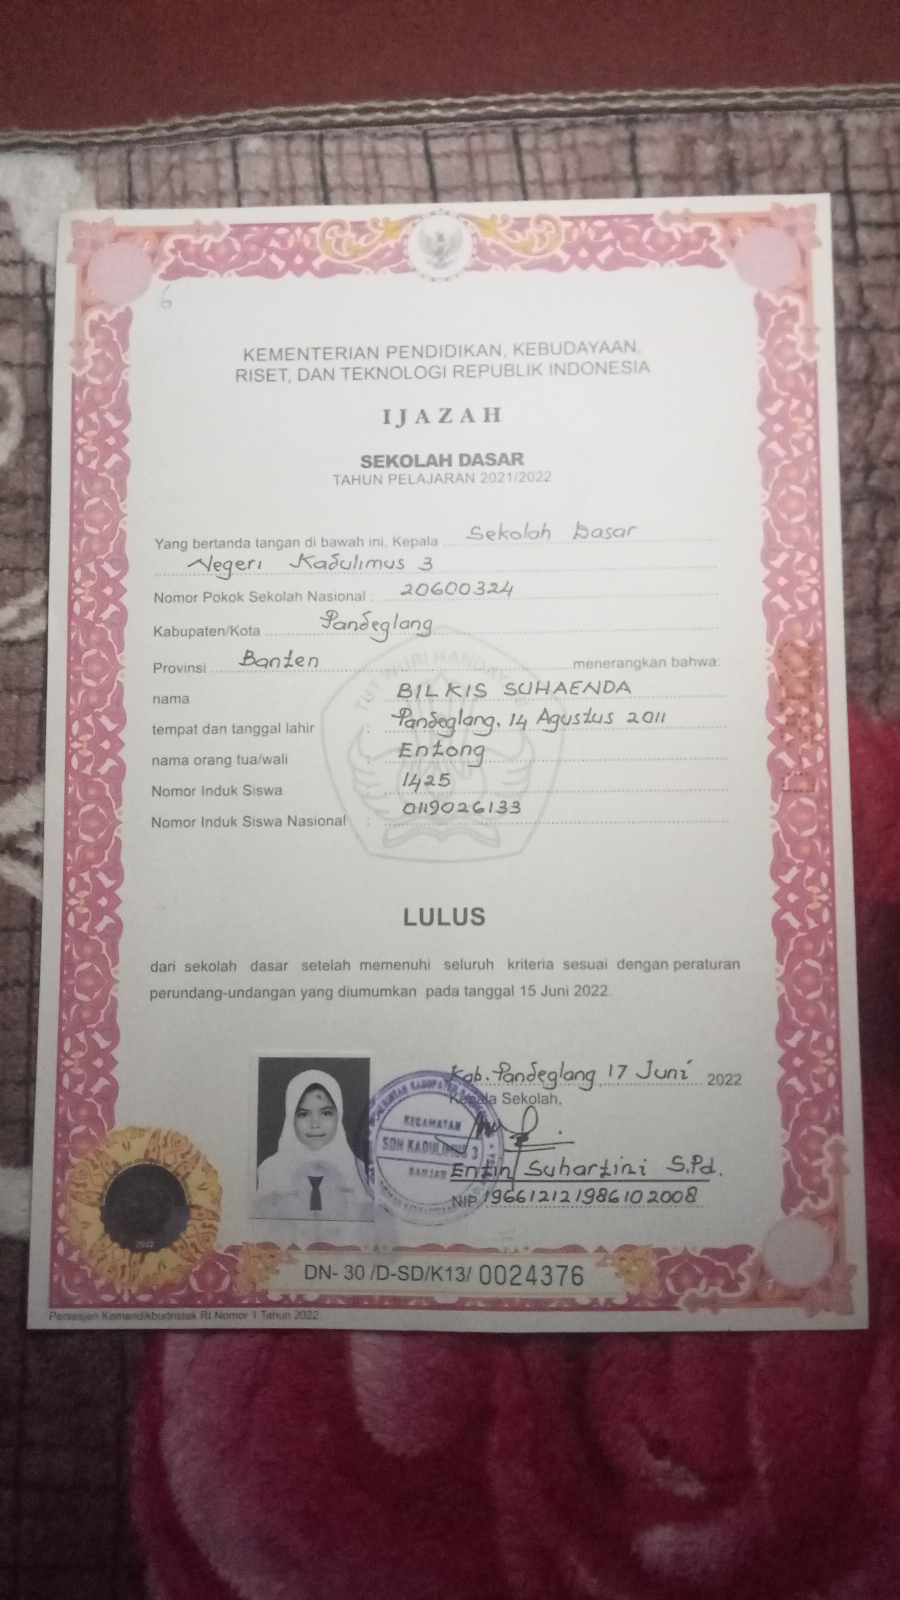 6
KEMENTERIAN PENDIDIKAN, KEBUDAYAAN,
RISET, DAN TEKNOLOGI REPUBLIK INDONESIA
IJAZAH
SEKOLAH DASAR
TAHUN PELAJARAN 2021/2022
Yang bertanda tangan di bawah ini, Kepala Sekolah Dasar
Negeri Kadulimus 3
Nomor Pokok Sekolah Nasional : 20600324
Kabupaten/Kota Pandeglang
Provinsi Banten menerangkan bahwa:
nama : BILKIS SUHAENDA
tempat dan tanggal lahir : Pandeglang, 14 Agustus 2011
nama orang tua/wali : Entong
Nomor Induk Siswa : 1425
Nomor Induk Siswa Nasional : 0119026133
TUT WURI HANDAYANI
LULUS
dari sekolah dasar setelah memenuhi seluruh kriteria sesuai dengan peraturan
perundang-undangan yang diumumkan pada tanggal 15 Juni 2022.
Kab. Pandeglang, 17 Juni 2022
Kepala Sekolah,
KECAMATAN
SDN KADULIMUS 3
BANJAR
Entin Suhartini S.Pd.
NIP 196612121986102008
2022
DN- 30 /D-SD/K13/ 0024376
Persesjen Kemendikbudristek RI Nomor 1 Tahun 2022